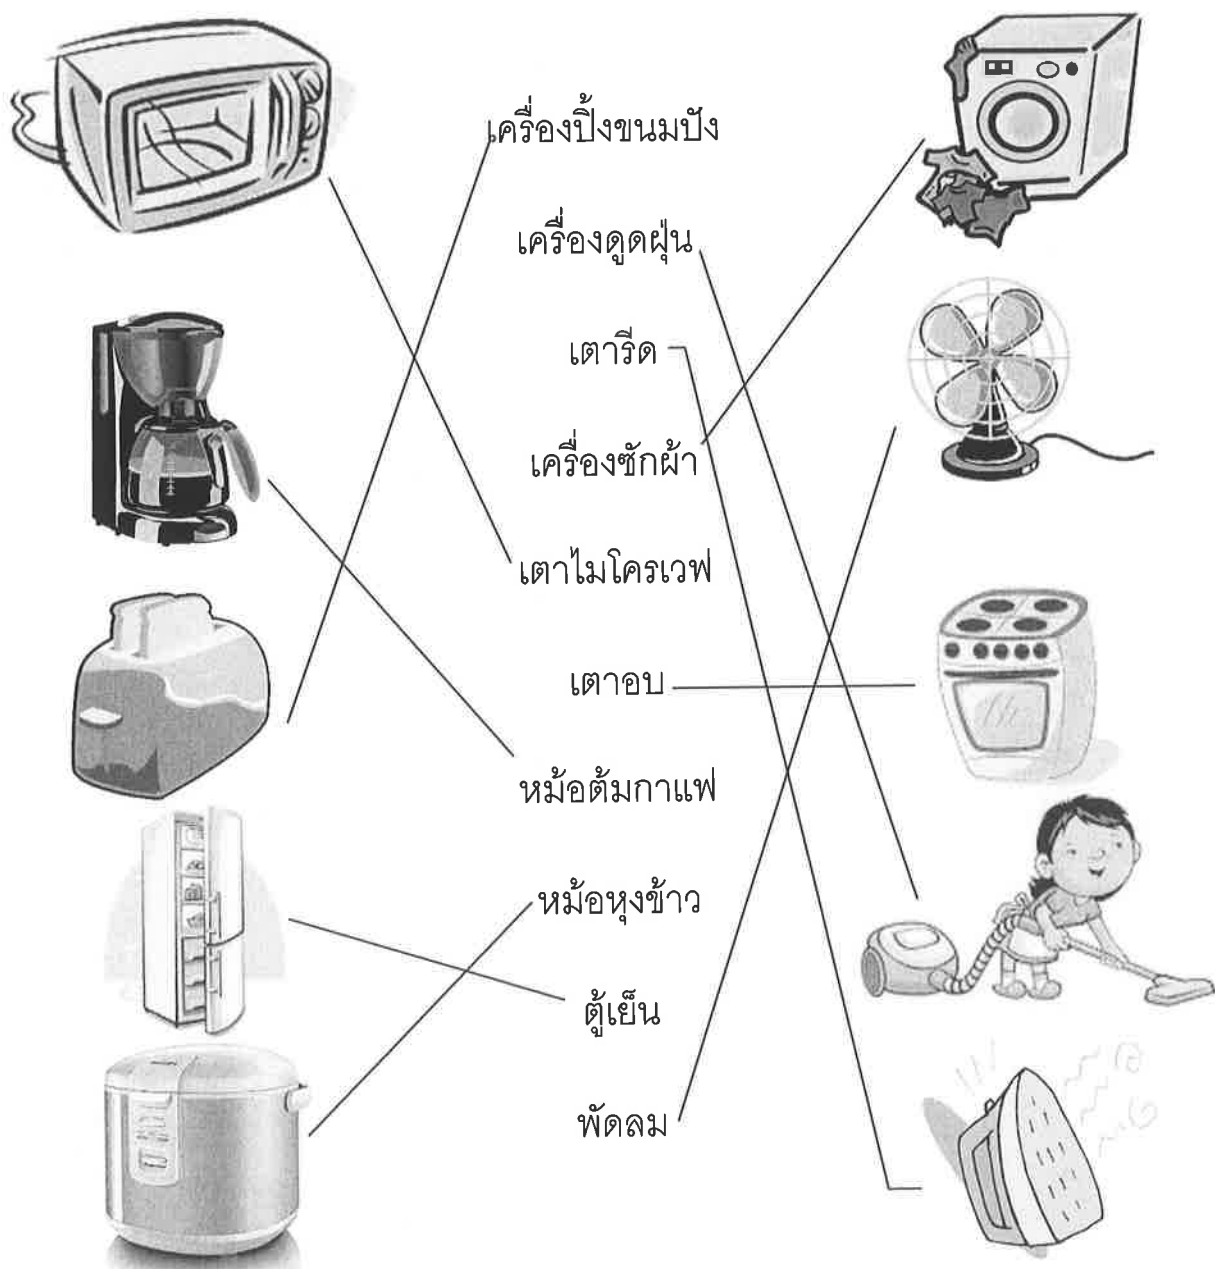 เครื่องปิ้งขนมปัง
เครื่องดูดฝุ่น
เตารีด
เครื่องซักผ้า
เตาไมโครเวฟ
เตาอบ
หม้อต้มกาแฟ
หม้อหุงข้าว
ตู้เย็น
พัดลม